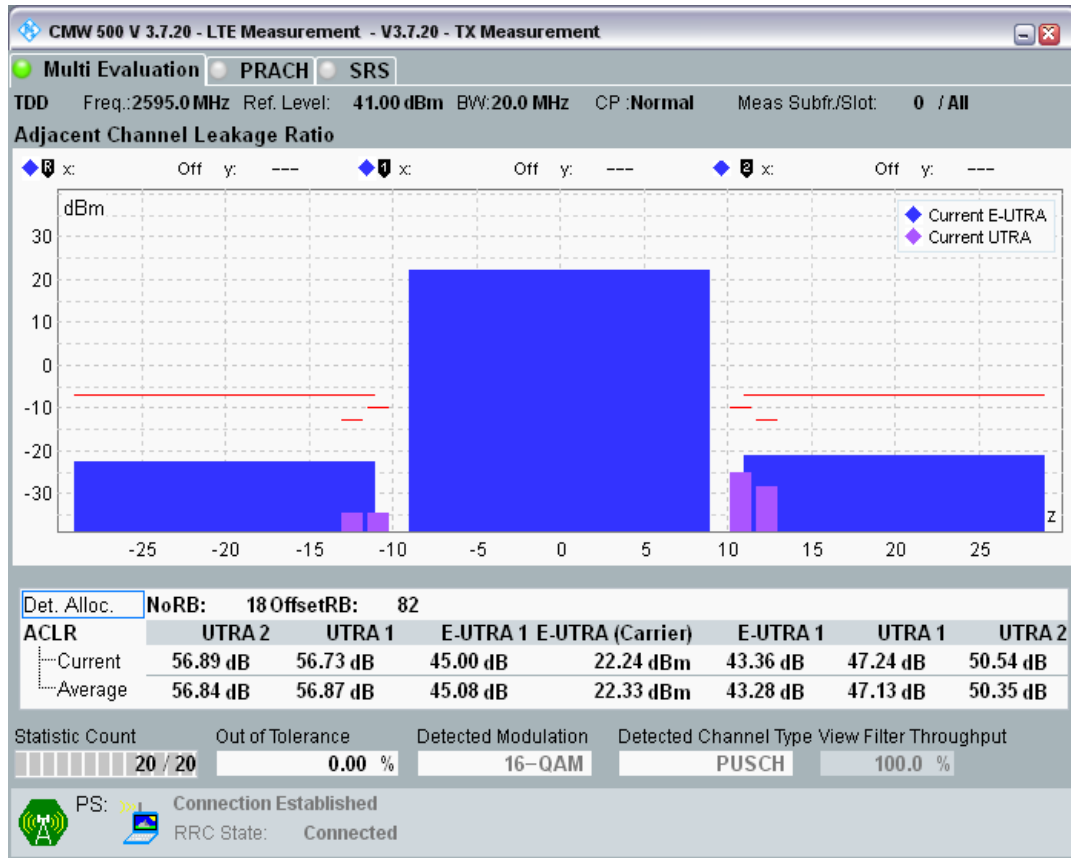 CMW 500 V 3.7.20 - LTE Measurement - V3.7.20 - TX Measurement
Multi Evaluation PRACH SRS
TDD Freq.:2595.0 MHz Ref. Level: 41.00 dBm BW:20.0 MHz CP :Normal Meas Subfr./Slot: 0 / All
Adjacent Channel Leakage Ratio
R x: Off y: --- 1 x: Off y: --- 2 x: Off y: ---
dBm
Current E-UTRA
Current UTRA
30
20
10
0
-10
-20
-30
z
-25 -20 -15 -10 -5 0 5 10 15 20 25
Det. Alloc. NoRB: 18 OffsetRB: 82
ACLR UTRA 2 UTRA 1 E-UTRA 1 E-UTRA (Carrier) E-UTRA 1 UTRA 1 UTRA 2
Current 56.89 dB 56.73 dB 45.00 dB 22.24 dBm 43.36 dB 47.24 dB 50.54 dB
Average 56.84 dB 56.87 dB 45.08 dB 22.33 dBm 43.28 dB 47.13 dB 50.35 dB
Statistic Count Out of Tolerance Detected Modulation Detected Channel Type View Filter Throughput
20 / 20 0.00 % 16-QAM PUSCH 100.0 %
PS: Connection Established
RRC State: Connected